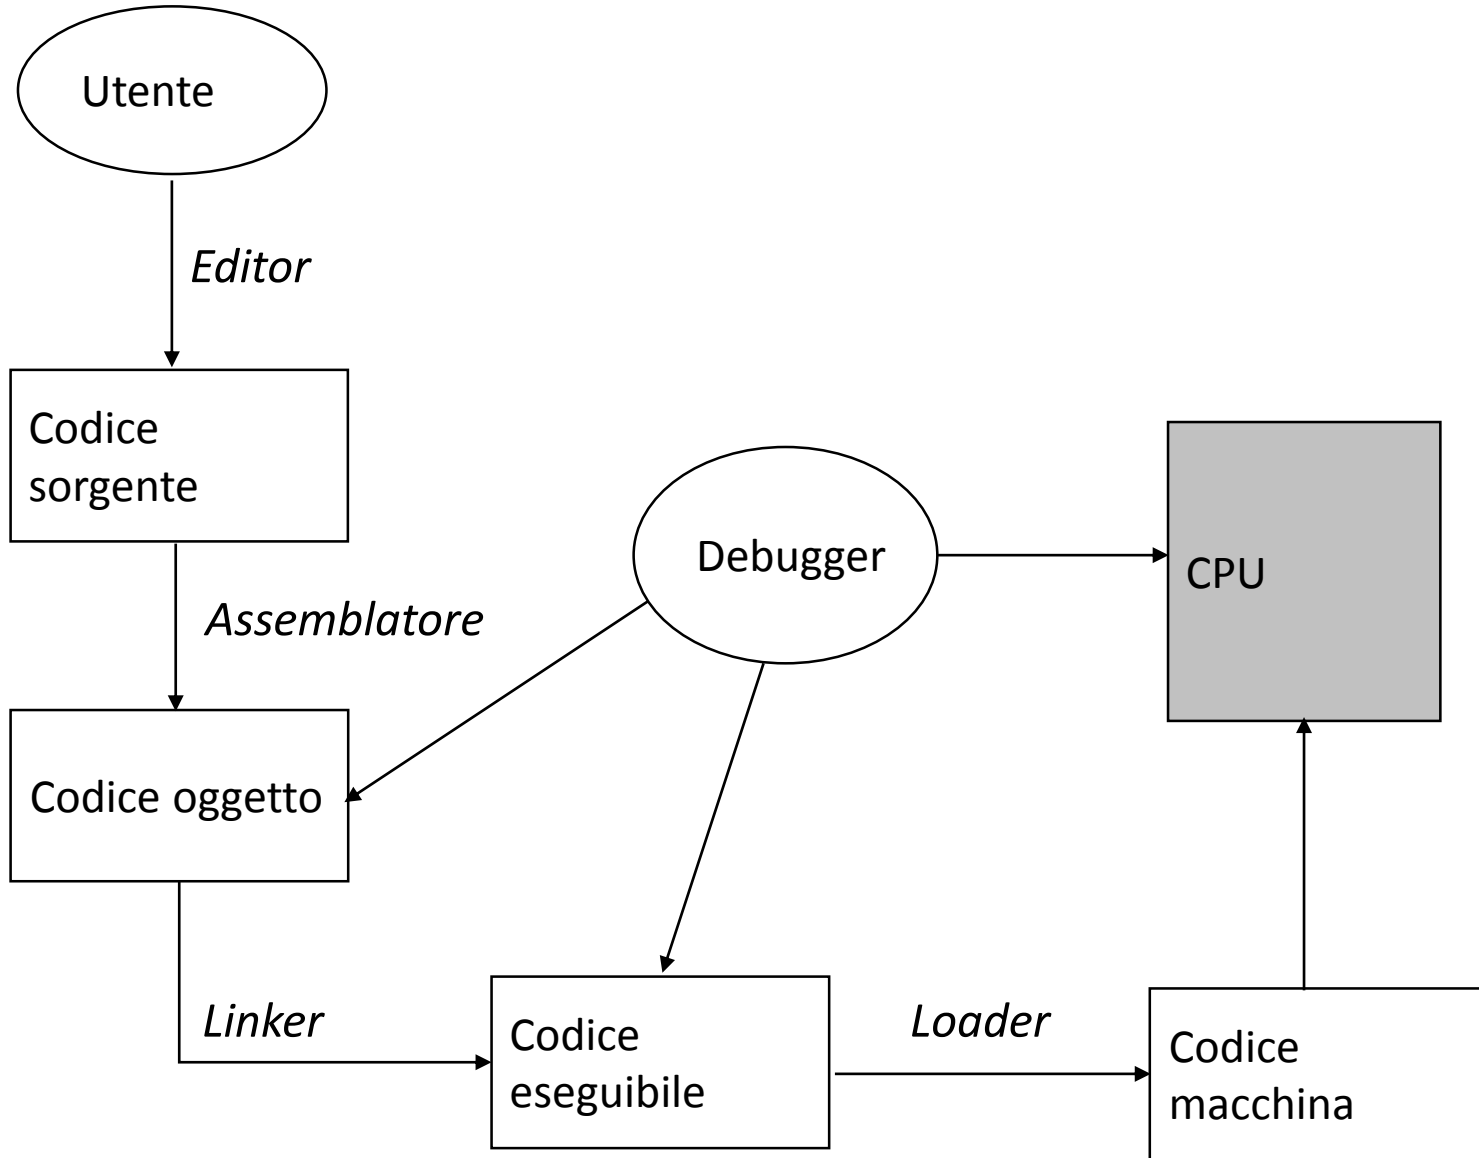 Utente
Editor
Codice
sorgente
Debugger
CPU
Assemblatore
Codice oggetto
Linker
Codice
eseguibile
Loader
Codice
macchina